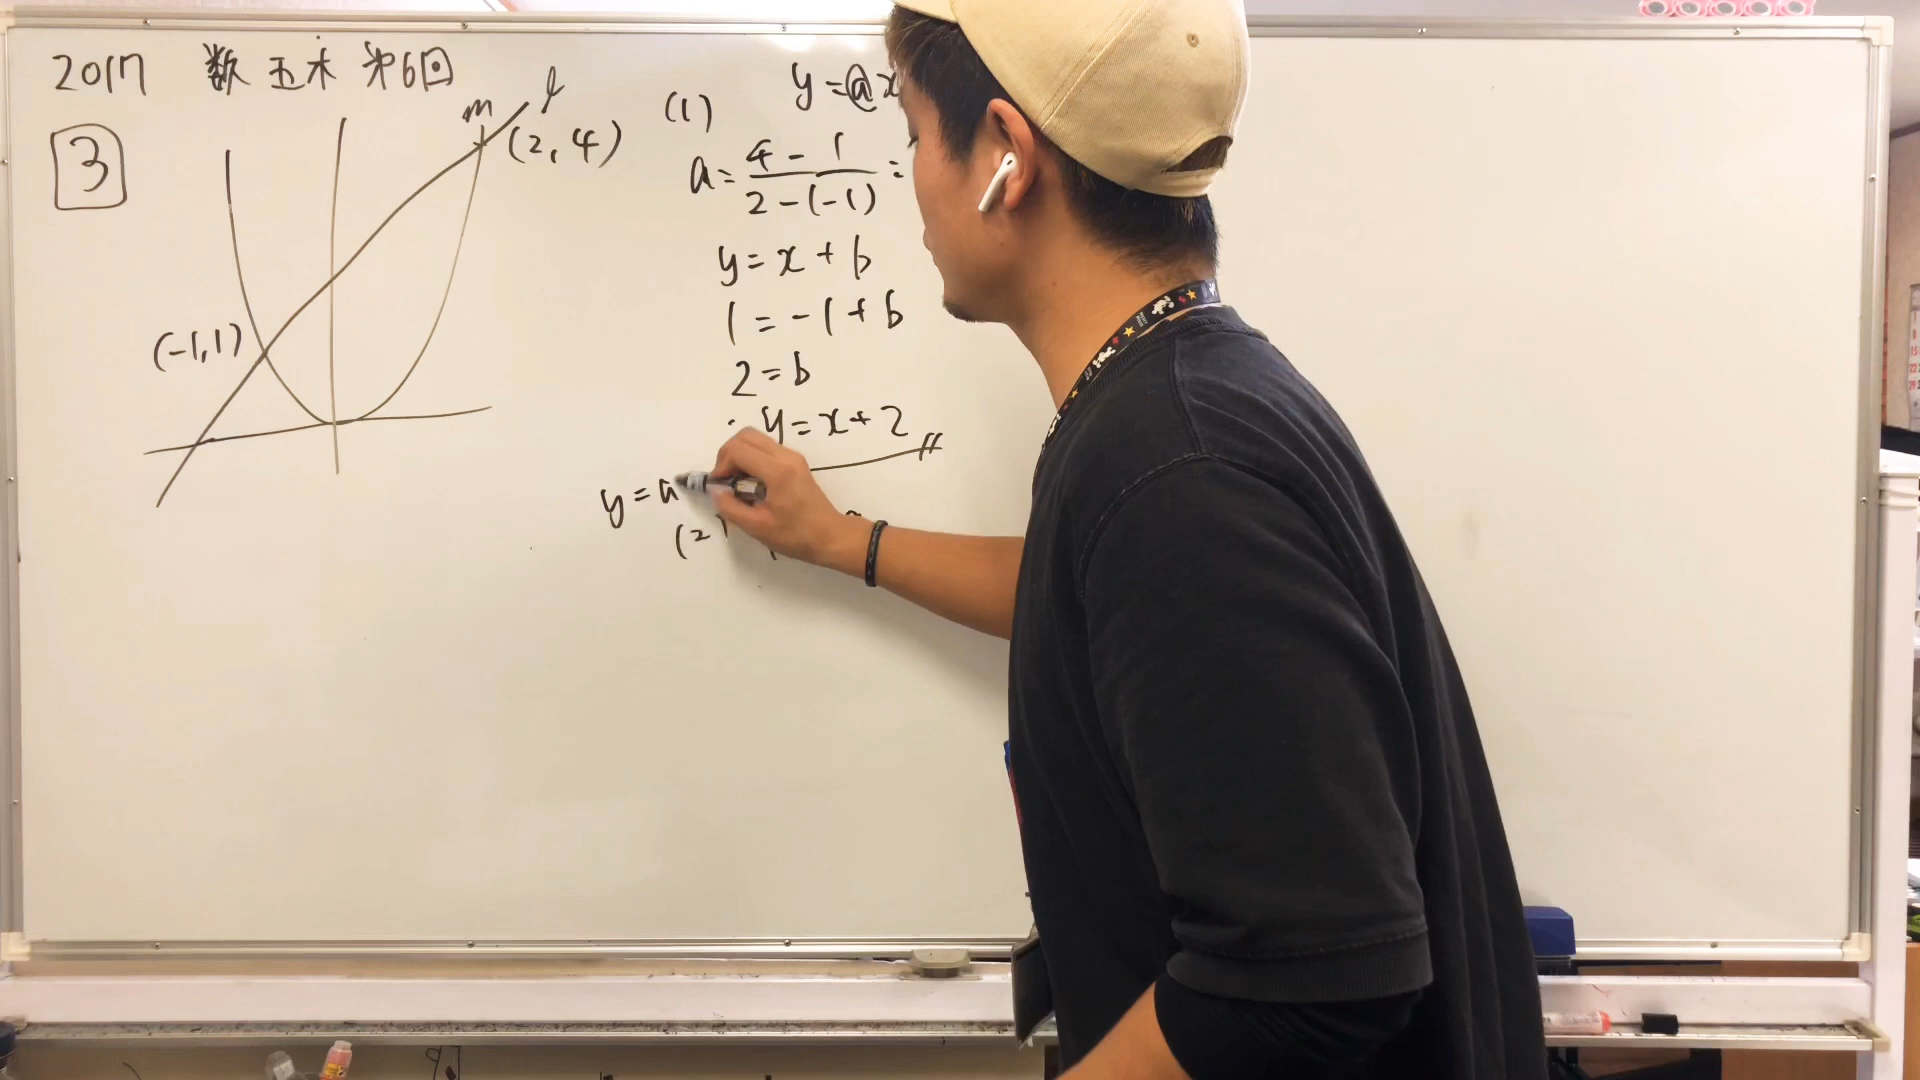 2017 数 玉木 第6回
3
m
l
(2, 4)
(-1, 1)
(1)
y = ax
a = 4 - 1 / 2 - (-1) =
y = x + b
1 = -1 + b
2 = b
∴ y = x + 2
y = a
(2